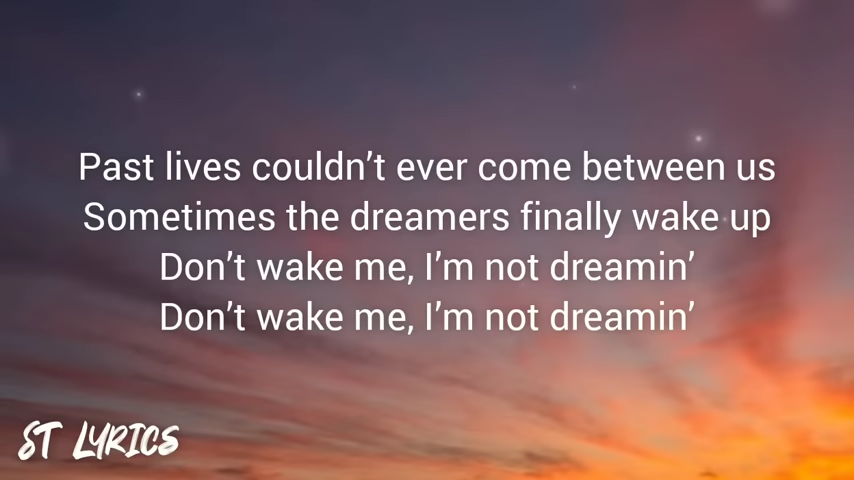 Past lives couldn’t ever come between us
Sometimes the dreamers finally wake up
Don’t wake me, I’m not dreamin’
Don’t wake me, I’m not dreamin’
ST LYRICS